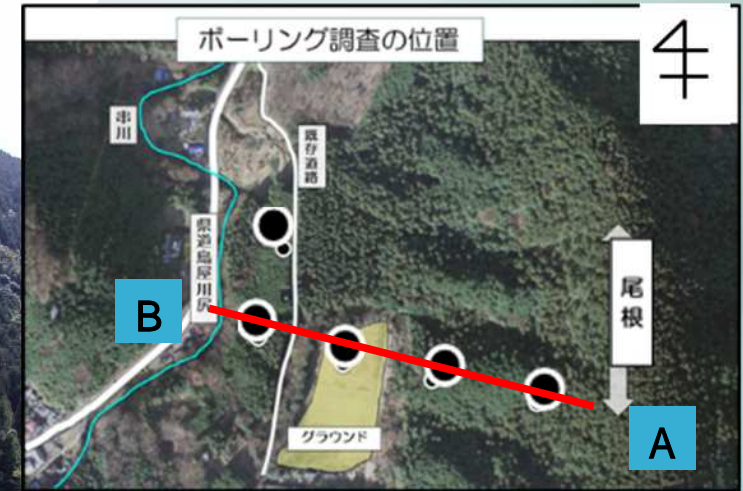 ボーリング調査の位置
串川
既存道路
県道鳥屋川尻
尾根
B
グラウンド
A